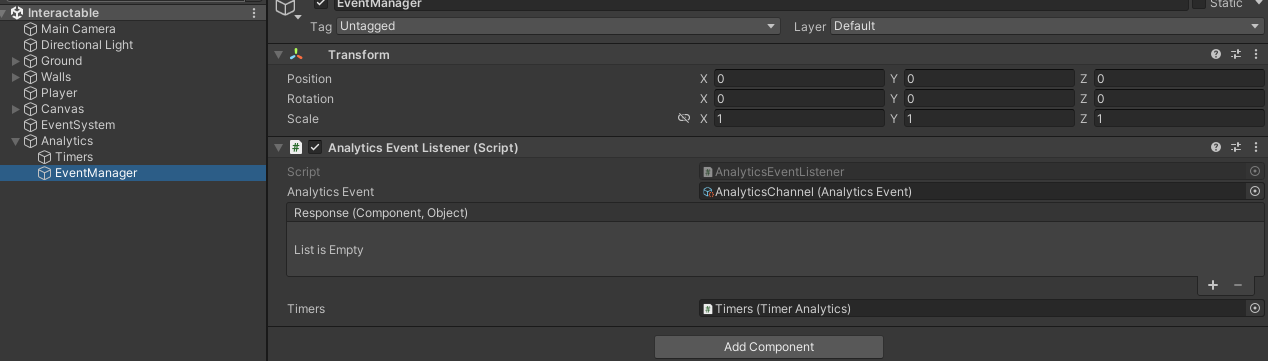 Interactable
Main Camera
Directional Light
Ground
Walls
Player
Canvas
EventSystem
Analytics
Timers
EventManager
EventManager
Static
Tag Untagged Layer Default
Transform
Position X 0 Y 0 Z 0
Rotation X 0 Y 0 Z 0
Scale X 1 Y 1 Z 1
# Analytics Event Listener (Script)
Script # AnalyticsEventListener
Analytics Event AnalyticsChannel (Analytics Event)
Response (Component, Object)
List is Empty
+ −
Timers # Timers (Timer Analytics)
Add Component